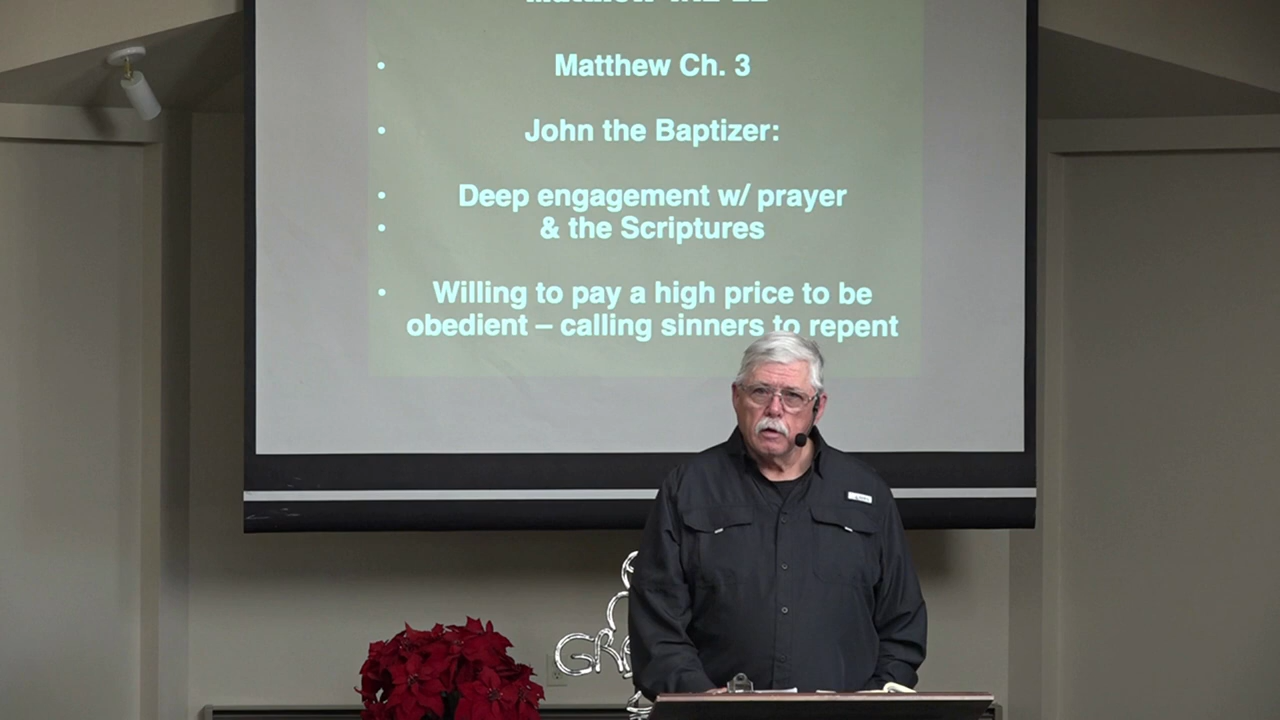 Matthew Ch. 3
John the Baptizer:
Deep engagement w/ prayer
& the Scriptures
Willing to pay a high price to be
obedient – calling sinners to repent